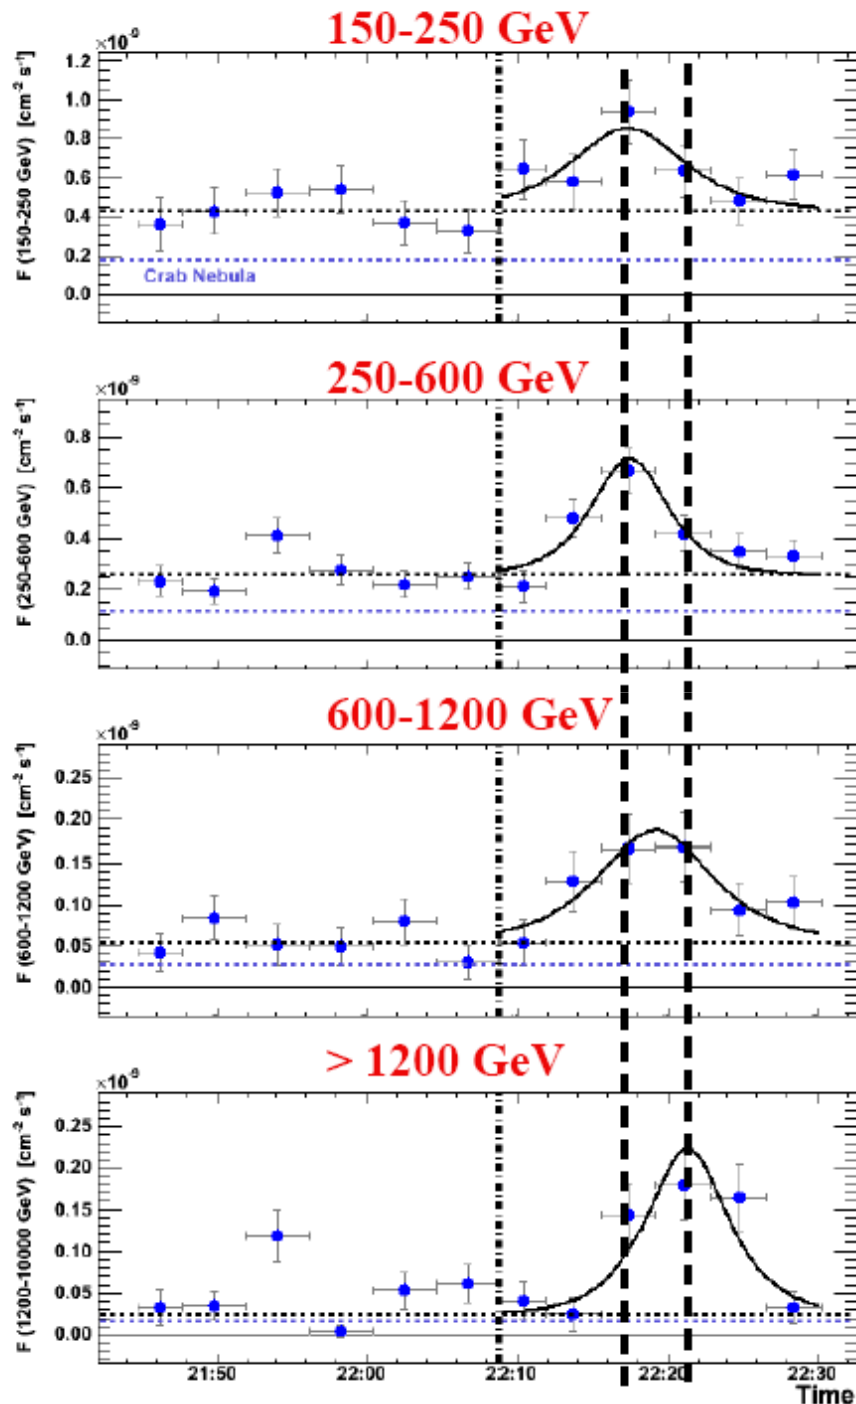 150-250 GeV
×10⁻⁹
F (150-250 GeV) [cm⁻² s⁻¹]
1.2
1.0
0.8
0.6
0.4
0.2
0.0
Crab Nebula
250-600 GeV
×10⁻⁹
F (250-600 GeV) [cm⁻² s⁻¹]
0.8
0.6
0.4
0.2
0.0
600-1200 GeV
×10⁻⁹
F (600-1200 GeV) [cm⁻² s⁻¹]
0.25
0.20
0.15
0.10
0.05
0.00
> 1200 GeV
×10⁻⁹
F (1200-10000 GeV) [cm⁻² s⁻¹]
0.25
0.20
0.15
0.10
0.05
0.00
21:50 22:00 22:10 22:20 22:30
Time